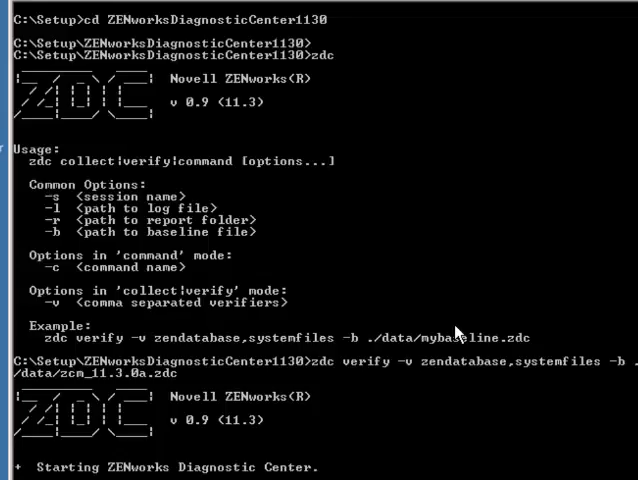 C:\Setup>cd ZENworksDiagnosticCenter1130
C:\Setup\ZENworksDiagnosticCenter1130>
C:\Setup\ZENworksDiagnosticCenter1130>zdc
ZDC
Novell ZENworks(R)
v 0.9 (11.3)
Usage:
zdc collect|verify|command [options...]
Common Options:
-s <session name>
-l <path to log file>
-r <path to report folder>
-b <path to baseline file>
Options in 'command' mode:
-c <command name>
Options in 'collect|verify' mode:
-v <comma separated verifiers>
Example:
zdc verify -v zendatabase,systemfiles -b ./data/mybaseline.zdc
C:\Setup\ZENworksDiagnosticCenter1130>zdc verify -v zendatabase,systemfiles -b .
/data/zcm_11.3.0a.zdc
ZDC
Novell ZENworks(R)
v 0.9 (11.3)
+ Starting ZENworks Diagnostic Center.